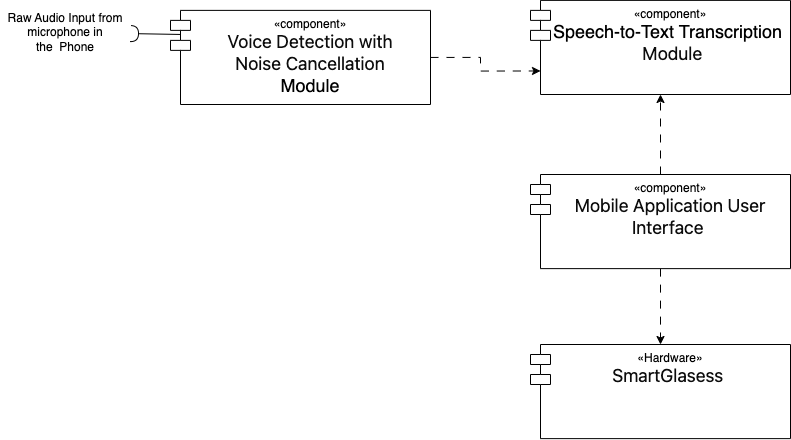 Raw Audio Input from
microphone in
the Phone
«component»
Voice Detection with
Noise Cancellation
Module
«component»
Speech-to-Text Transcription
Module
«component»
Mobile Application User
Interface
«Hardware»
SmartGlasess